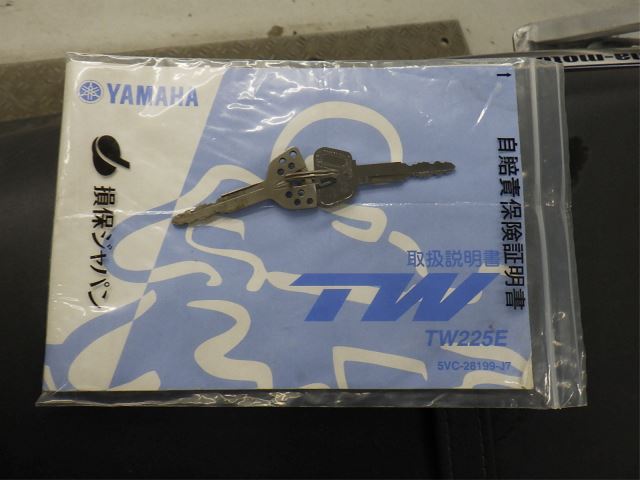 YAMAHA
損保ジャパン
自賠責保険証明書
取扱説明書
TW
TW225E
5VC-28199-J7